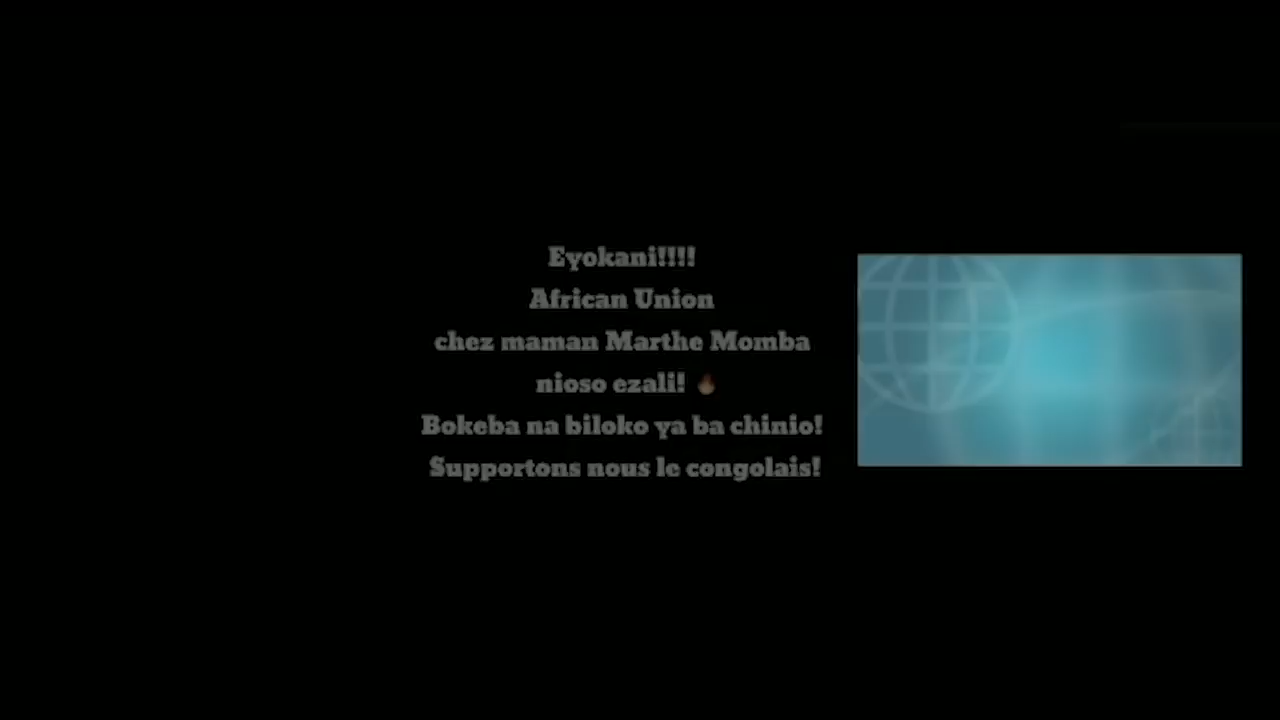 Eyokani!!!!
African Union
chez maman Marthe Momba
nioso ezali! 🔥
Bokeba na biloko ya ba chinio!
Supportons nous le congolais!